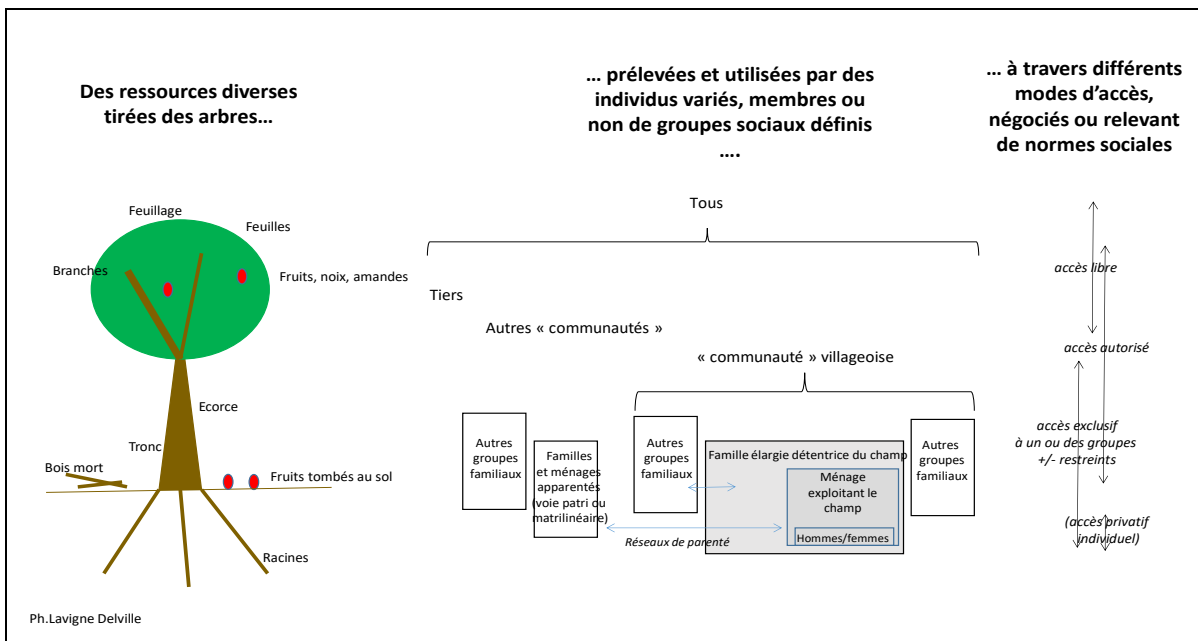 Des ressources diverses
tirées des arbres…
… prélevées et utilisées par des
individus variés, membres ou
non de groupes sociaux définis
….
… à travers différents
modes d’accès,
négociés ou relevant
de normes sociales
Feuillage
Feuilles
Branches
Fruits, noix, amandes
Ecorce
Tronc
Bois mort
Fruits tombés au sol
Racines
Tous
Tiers
Autres « communautés »
« communauté » villageoise
Autres
groupes
familiaux
Familles
et ménages
apparentés
(voie patri ou
matrilinéaire)
Autres
groupes
familiaux
Famille élargie détentrice du champ
Ménage
exploitant le
champ
Hommes/femmes
Autres
groupes
familiaux
Réseaux de parenté
accès libre
accès autorisé
accès exclusif
à un ou des groupes
+/- restreints
(accès privatif
individuel)
Ph.Lavigne Delville